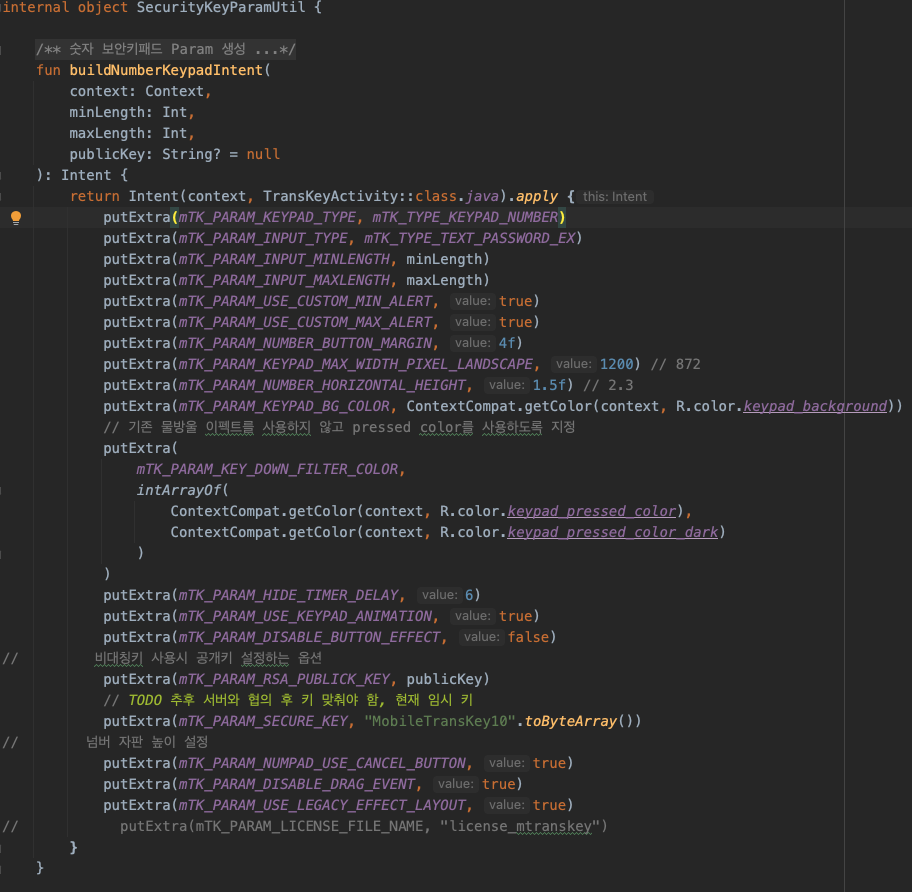 internal object SecurityKeyParamUtil {
/** 숫자 보안키패드 Param 생성 ...*/
fun buildNumberKeypadIntent(
context: Context,
minLength: Int,
maxLength: Int,
publicKey: String? = null
): Intent {
return Intent(context, TransKeyActivity::class.java).apply { this: Intent
putExtra(mTK_PARAM_KEYPAD_TYPE, mTK_TYPE_KEYPAD_NUMBER)
putExtra(mTK_PARAM_INPUT_TYPE, mTK_TYPE_TEXT_PASSWORD_EX)
putExtra(mTK_PARAM_INPUT_MINLENGTH, minLength)
putExtra(mTK_PARAM_INPUT_MAXLENGTH, maxLength)
putExtra(mTK_PARAM_USE_CUSTOM_MIN_ALERT, value: true)
putExtra(mTK_PARAM_USE_CUSTOM_MAX_ALERT, value: true)
putExtra(mTK_PARAM_NUMBER_BUTTON_MARGIN, value: 4f)
putExtra(mTK_PARAM_KEYPAD_MAX_WIDTH_PIXEL_LANDSCAPE, value: 1200) // 872
putExtra(mTK_PARAM_NUMBER_HORIZONTAL_HEIGHT, value: 1.5f) // 2.3
putExtra(mTK_PARAM_KEYPAD_BG_COLOR, ContextCompat.getColor(context, R.color.keypad_background))
// 기존 물방울 이펙트를 사용하지 않고 pressed color를 사용하도록 지정
putExtra(
mTK_PARAM_KEY_DOWN_FILTER_COLOR,
intArrayOf(
ContextCompat.getColor(context, R.color.keypad_pressed_color),
ContextCompat.getColor(context, R.color.keypad_pressed_color_dark)
)
)
putExtra(mTK_PARAM_HIDE_TIMER_DELAY, value: 6)
putExtra(mTK_PARAM_USE_KEYPAD_ANIMATION, value: true)
putExtra(mTK_PARAM_DISABLE_BUTTON_EFFECT, value: false)
// 비대칭키 사용시 공개키 설정하는 옵션
putExtra(mTK_PARAM_RSA_PUBLICK_KEY, publicKey)
// TODO 추후 서버와 협의 후 키 맞춰야 함, 현재 임시 키
putExtra(mTK_PARAM_SECURE_KEY, "MobileTransKey10".toByteArray())
// 넘버 자판 높이 설정
putExtra(mTK_PARAM_NUMPAD_USE_CANCEL_BUTTON, value: true)
putExtra(mTK_PARAM_DISABLE_DRAG_EVENT, value: true)
putExtra(mTK_PARAM_USE_LEGACY_EFFECT_LAYOUT, value: true)
// putExtra(mTK_PARAM_LICENSE_FILE_NAME, "license_mtranskey")
}
}